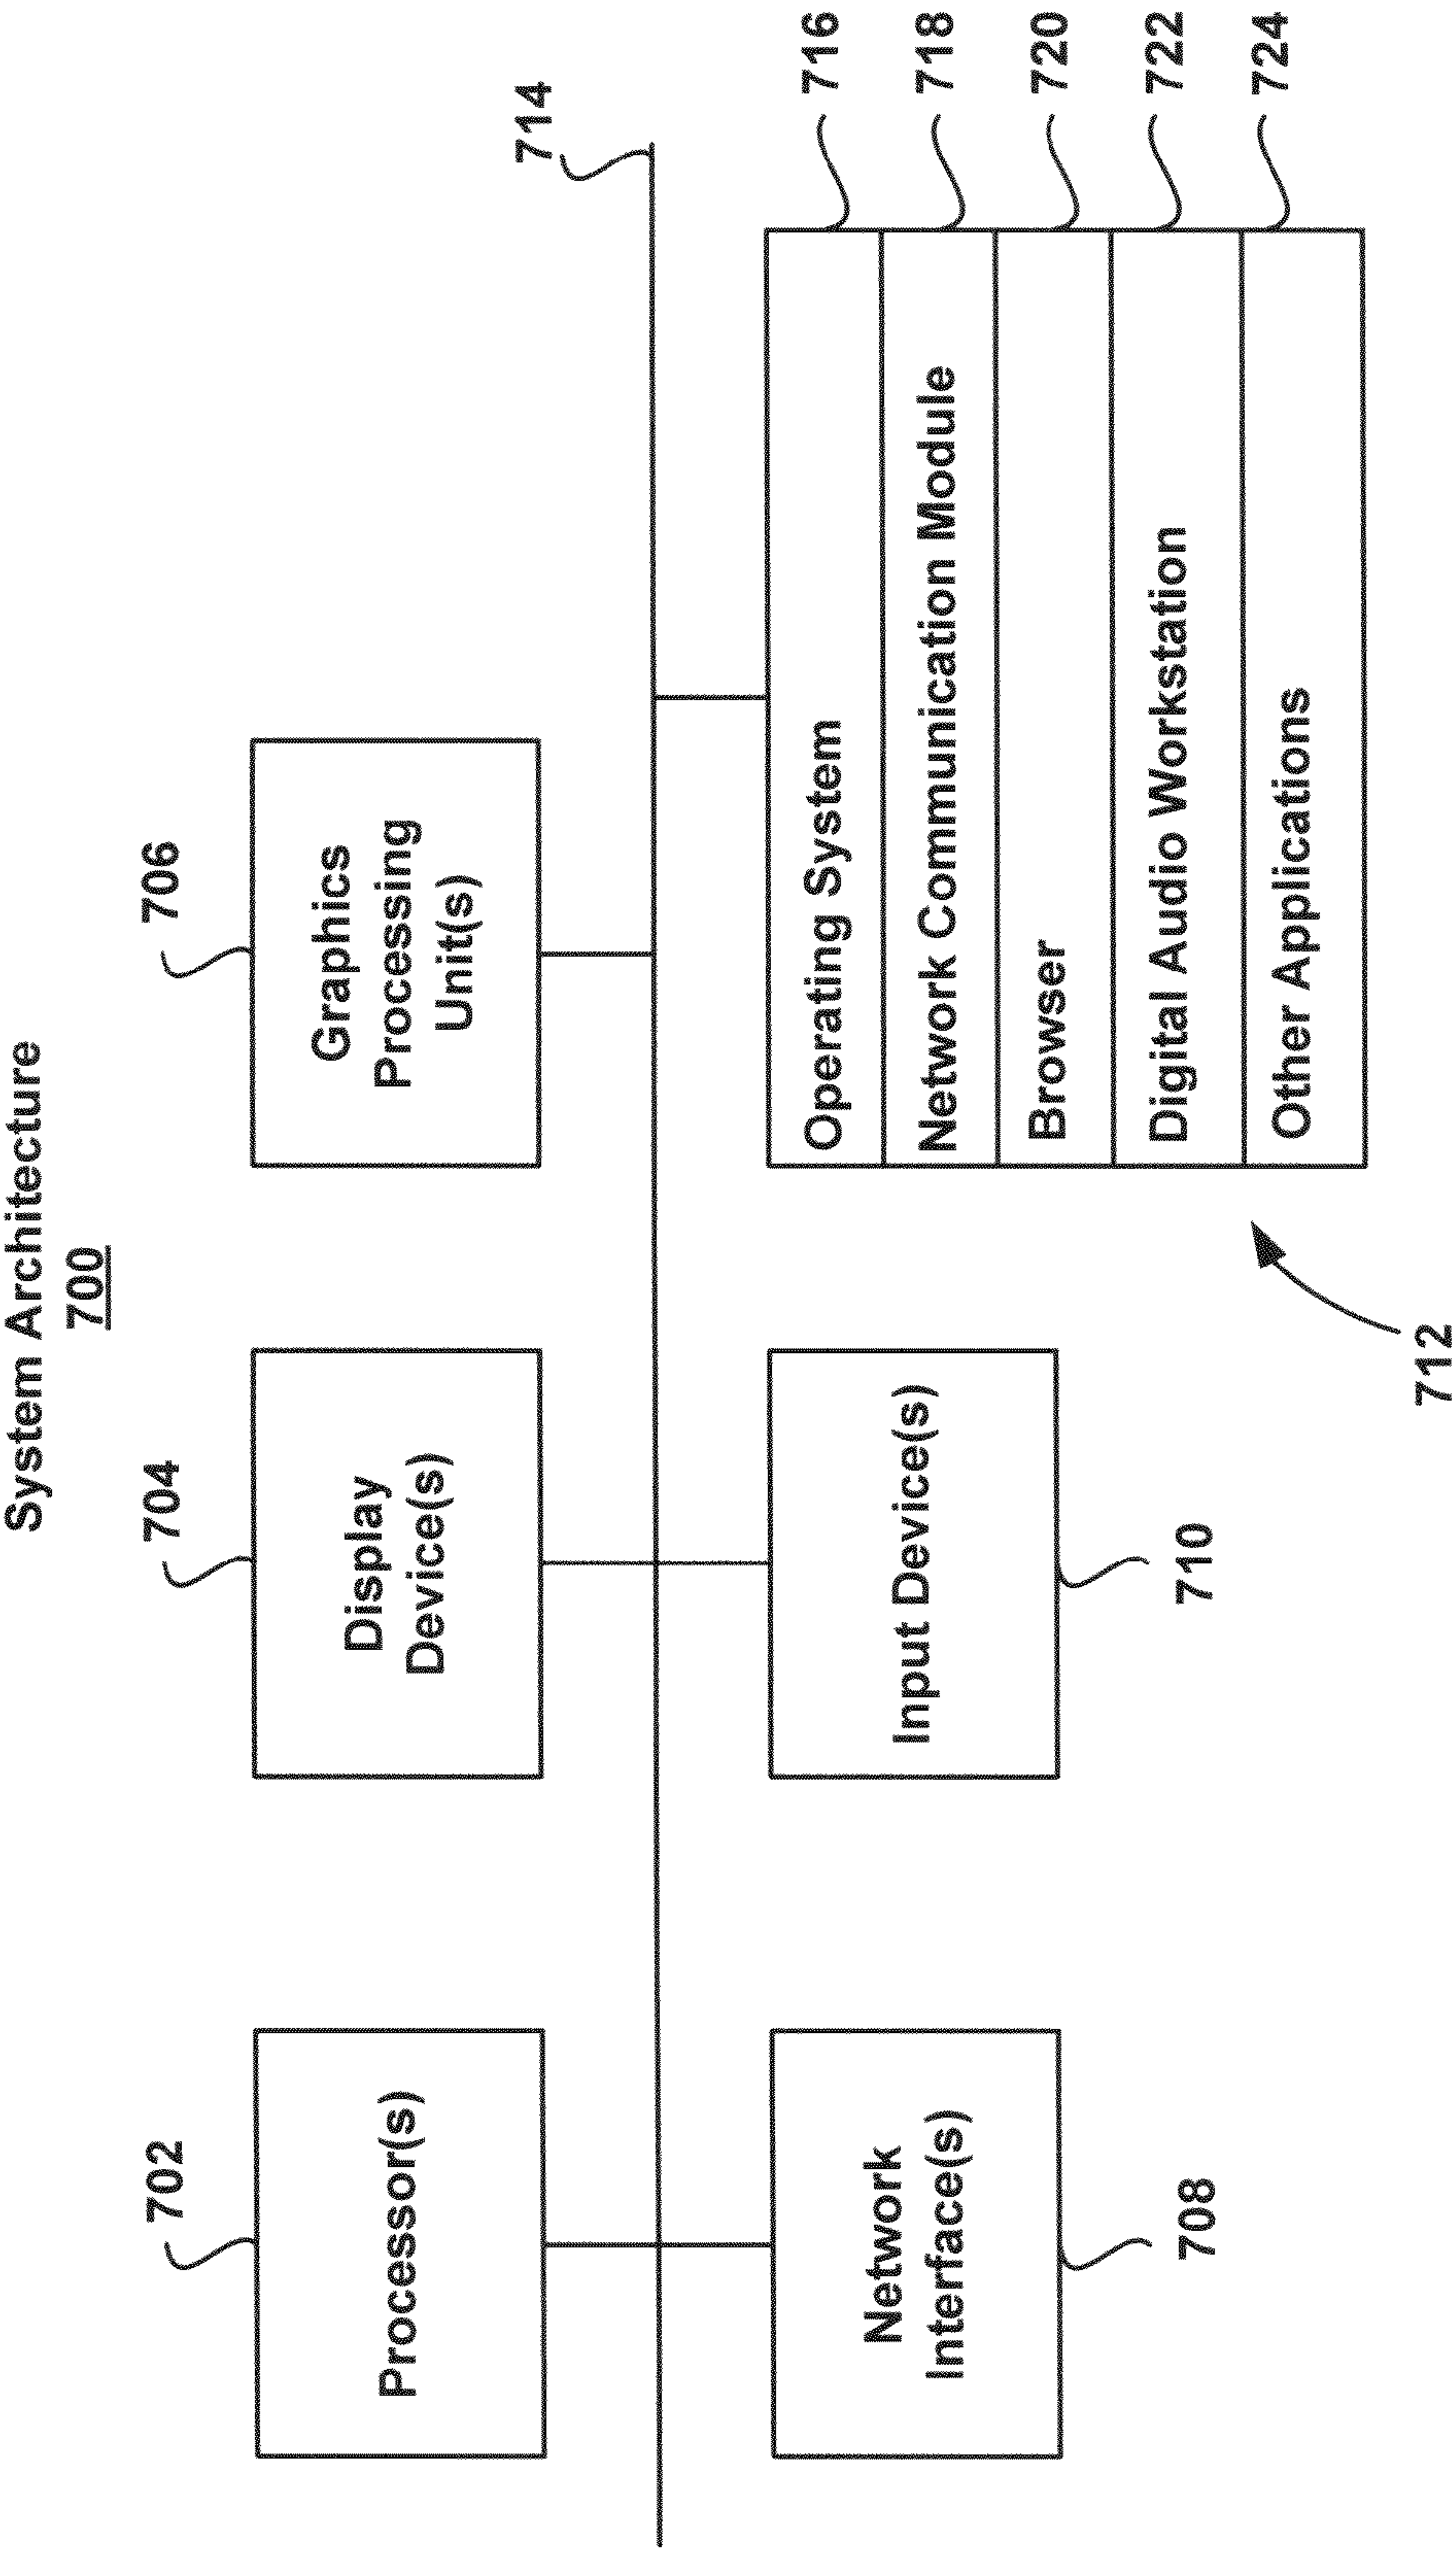 System Architecture
700
702
704
706
Processor(s)
Display
Device(s)
Graphics
Processing
Unit(s)
714
Network
Interface(s)
Input Device(s)
Operating System
716
Network Communication Module
718
Browser
720
Digital Audio Workstation
722
Other Applications
724
708
710
712